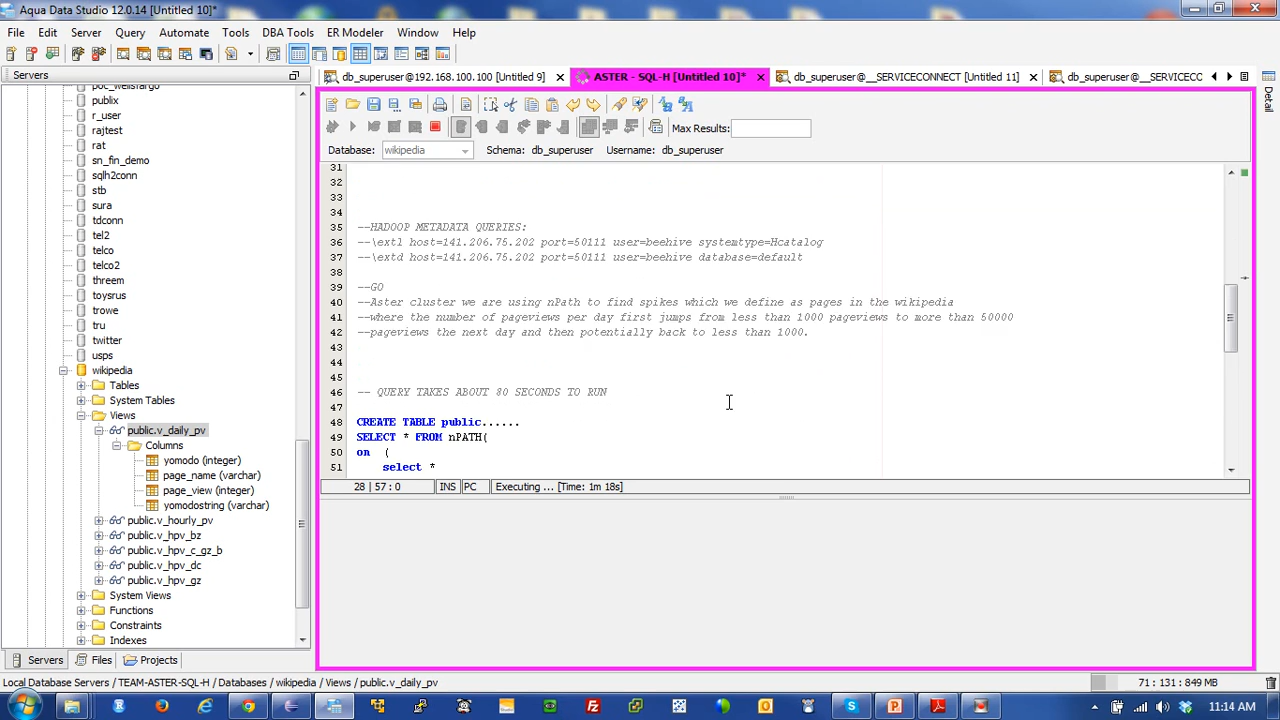 Aqua Data Studio 12.0.14 [Untitled 10]*
File Edit Server Query Automate Tools DBA Tools ER Modeler Window Help
Servers
poc_wellsfargo
publix
r_user
rajtest
rat
sn_fin_demo
sqlh2conn
stb
sura
tdconn
tel2
telco
telco2
threem
toysrus
trowe
tru
twitter
usps
wikipedia
Tables
System Tables
Views
public.v_daily_pv
Columns
yomodo (integer)
page_name (varchar)
page_view (integer)
yomodostring (varchar)
public.v_hourly_pv
public.v_hpv_bz
public.v_hpv_c_gz_b
public.v_hpv_dc
public.v_hpv_gz
System Views
Functions
Constraints
Indexes
Servers Files Projects
db_superuser@192.168.100.100 [Untitled 9] ASTER - SQL-H [Untitled 10]* db_superuser@__SERVICECONNECT [Untitled 11] db_superuser@__SERVICECC
Detail
Max Results:
Database: wikipedia Schema: db_superuser Username: db_superuser
31
32
33
34
35 --HADOOP METADATA QUERIES:
36 --\extl host=141.206.75.202 port=50111 user=beehive systemtype=Hcatalog
37 --\extd host=141.206.75.202 port=50111 user=beehive database=default
38
39 --GO
40 --Aster cluster we are using nPath to find spikes which we define as pages in the wikipedia
41 --where the number of pageviews per day first jumps from less than 1000 pageviews to more than 50000
42 --pageviews the next day and then potentially back to less than 1000.
43
44
45
46 -- QUERY TAKES ABOUT 80 SECONDS TO RUN
47
48 CREATE TABLE public......
49 SELECT * FROM nPATH(
50 on (
51 select *
28 | 57 : 0 INS PC Executing ... [Time: 1m 18s]
Local Database Servers / TEAM-ASTER-SQL-H / Databases / wikipedia / Views / public.v_daily_pv
71 : 131 : 849 MB
11:14 AM